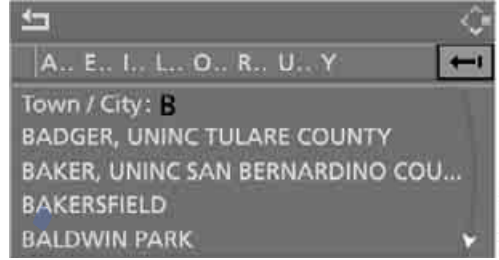 A.. E.. I.. L.. O.. R.. U.. Y
Town / City: B
BADGER, UNINC TULARE COUNTY
BAKER, UNINC SAN BERNARDINO COU...
BAKERSFIELD
BALDWIN PARK